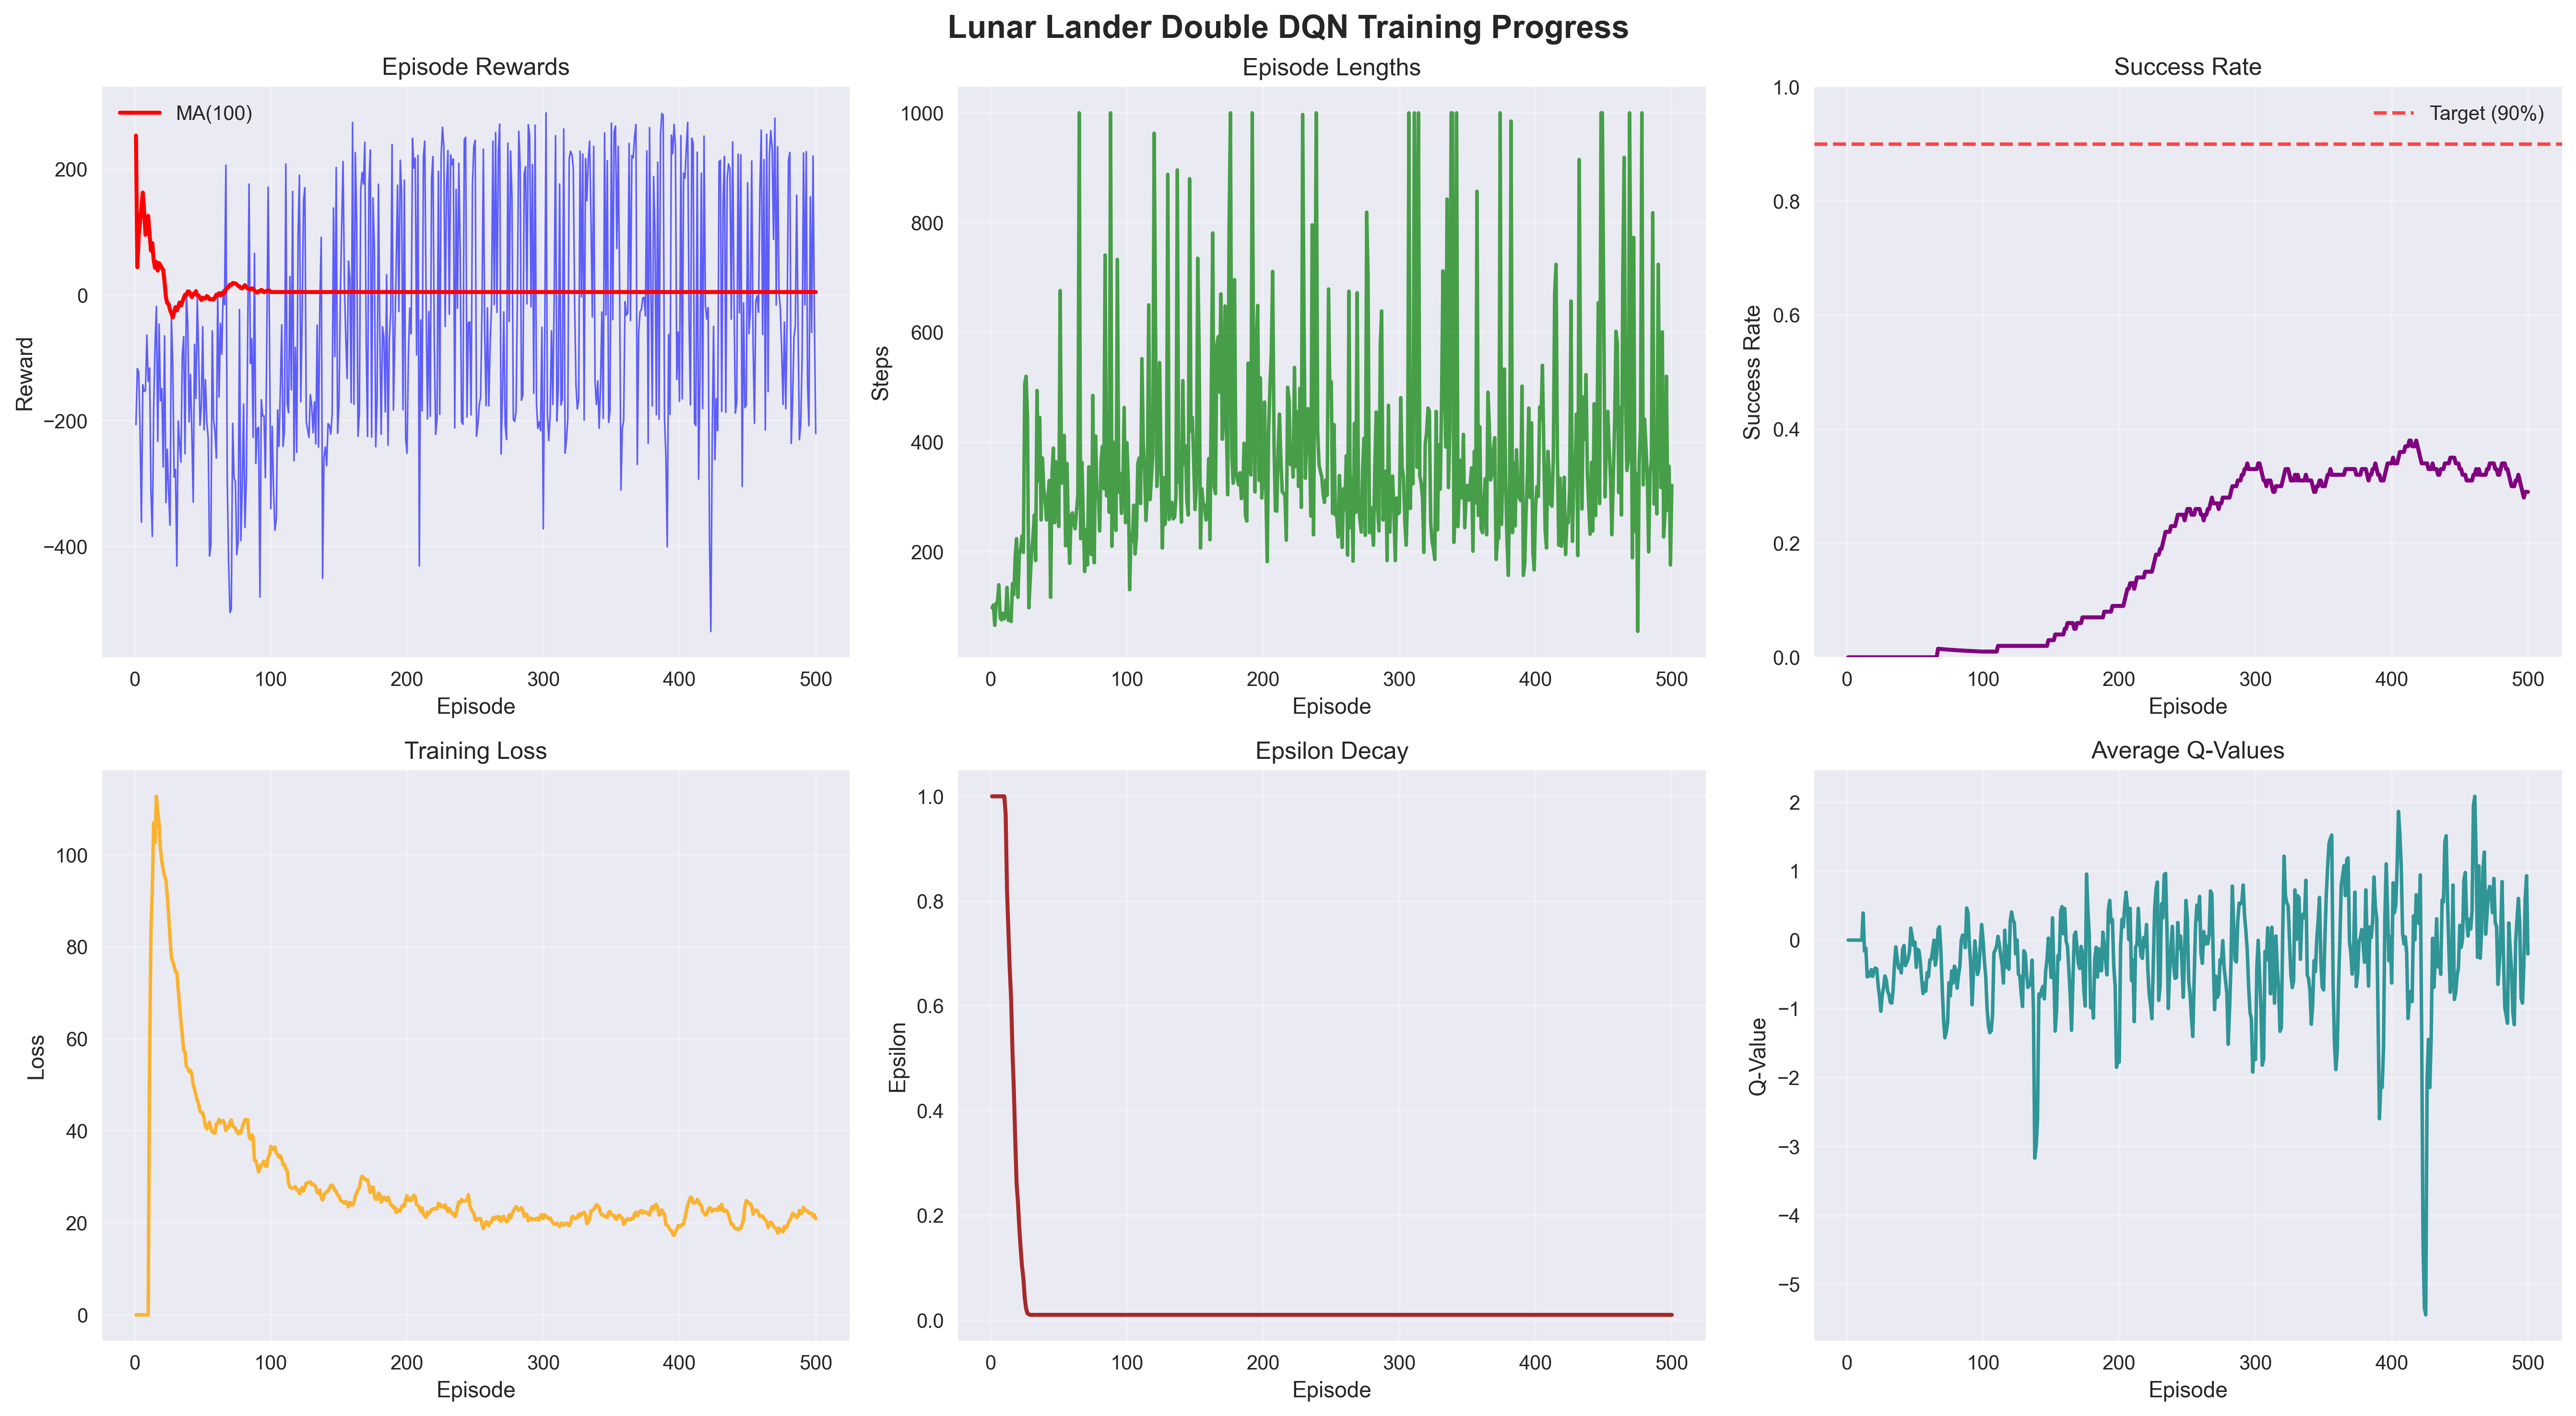 Lunar Lander Double DQN Training Progress
Episode Rewards
MA(100)
200
0
−200
−400
Reward
0 100 200 300 400 500
Episode
Episode Lengths
1000
800
600
400
200
Steps
0 100 200 300 400 500
Episode
Success Rate
Target (90%)
1.0
0.8
0.6
0.4
0.2
0.0
Success Rate
0 100 200 300 400 500
Episode
Training Loss
100
80
60
40
20
0
Loss
0 100 200 300 400 500
Episode
Epsilon Decay
1.0
0.8
0.6
0.4
0.2
0.0
Epsilon
0 100 200 300 400 500
Episode
Average Q-Values
2
1
0
−1
−2
−3
−4
−5
Q-Value
0 100 200 300 400 500
Episode